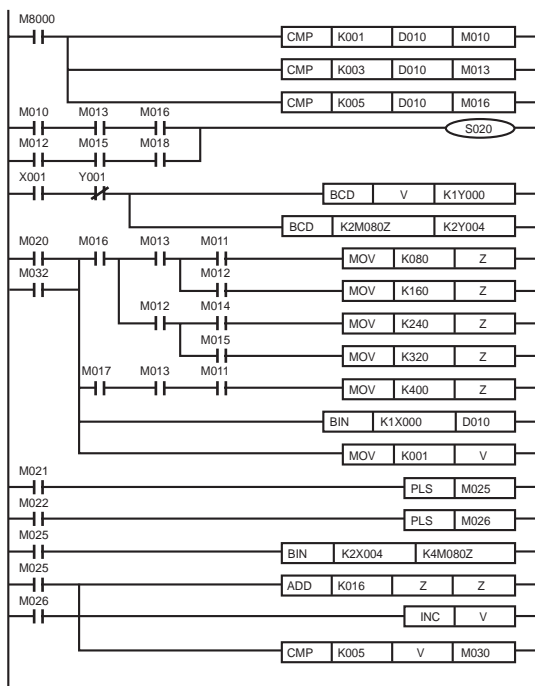 M8000
CMP K001 D010 M010
CMP K003 D010 M013
CMP K005 D010 M016
M010 M013 M016
S020
M012 M015 M018
X001 Y001
BCD V K1Y000
BCD K2M080Z K2Y004
M020 M016 M013 M011
MOV K080 Z
M032 M012
MOV K160 Z
M012 M014
MOV K240 Z
M015
MOV K320 Z
M017 M013 M011
MOV K400 Z
BIN K1X000 D010
MOV K001 V
M021
PLS M025
M022
PLS M026
M025
BIN K2X004 K4M080Z
M025
ADD K016 Z Z
M026
INC V
CMP K005 V M030